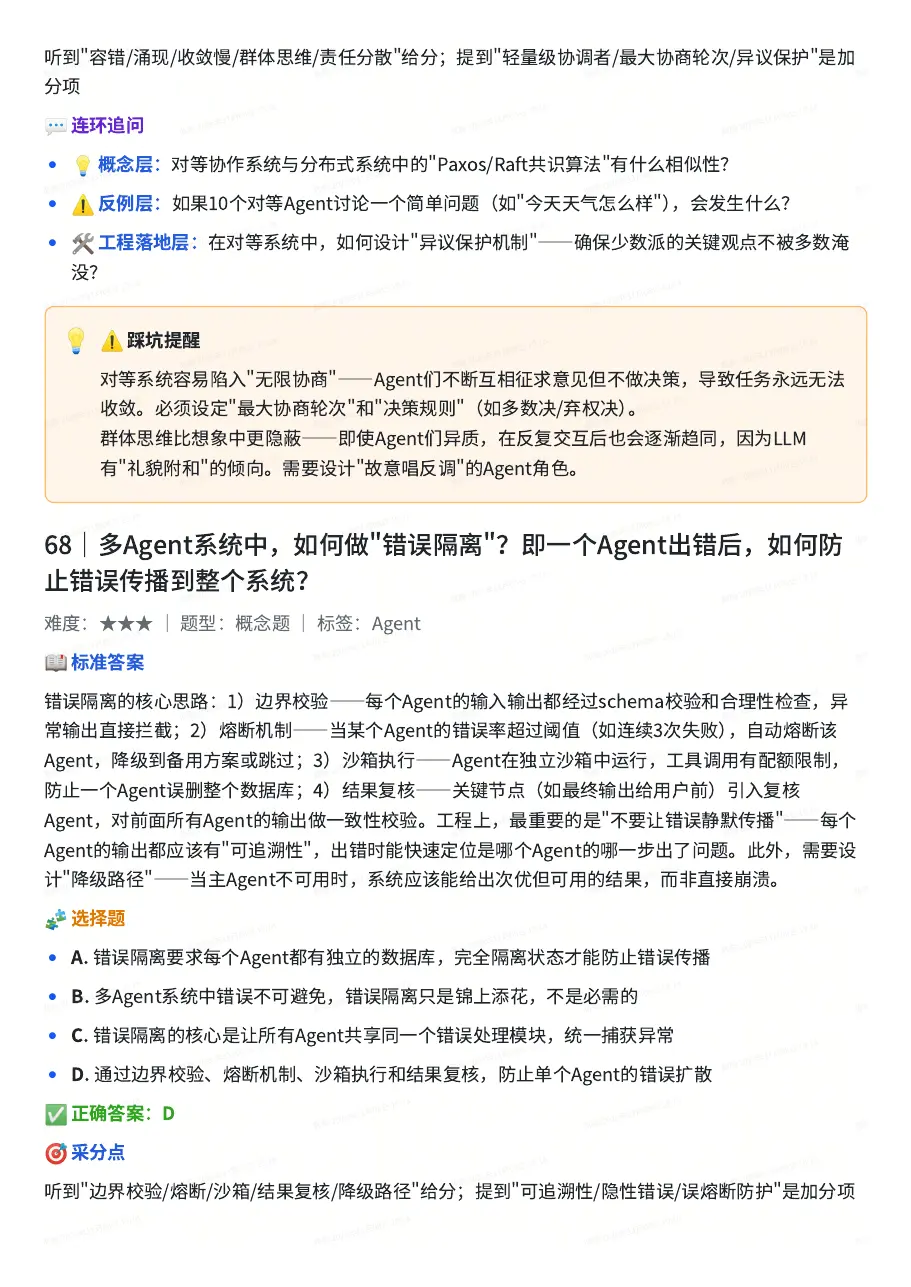 听到"容错/涌现/收敛慢/群体思维/责任分散"给分；提到"轻量级协调者/最大协商轮次/异议保护"是加
分项
💬 连环追问
• 💡 概念层：对等协作系统与分布式系统中的"Paxos/Raft共识算法"有什么相似性？
• ⚠️ 反例层：如果10个对等Agent讨论一个简单问题（如"今天天气怎么样"），会发生什么？
• 🛠️ 工程落地层：在对等系统中，如何设计"异议保护机制"——确保少数派的关键观点不被多数淹
没？
💡 ⚠️ 踩坑提醒
对等系统容易陷入"无限协商"——Agent们不断互相征求意见但不做决策，导致任务永远无法
收敛。必须设定"最大协商轮次"和"决策规则"（如多数决/弃权决）。
群体思维比想象中更隐蔽——即使Agent们异质，在反复交互后也会逐渐趋同，因为LLM
有"礼貌附和"的倾向。需要设计"故意唱反调"的Agent角色。
68｜多Agent系统中，如何做"错误隔离"？即一个Agent出错后，如何防
止错误传播到整个系统？
难度：★★★ ｜ 题型：概念题 ｜ 标签：Agent
📖 标准答案
错误隔离的核心思路：1）边界校验——每个Agent的输入输出都经过schema校验和合理性检查，异
常输出直接拦截；2）熔断机制——当某个Agent的错误率超过阈值（如连续3次失败），自动熔断该
Agent，降级到备用方案或跳过；3）沙箱执行——Agent在独立沙箱中运行，工具调用有配额限制，
防止一个Agent误删整个数据库；4）结果复核——关键节点（如最终输出给用户前）引入复核
Agent，对前面所有Agent的输出做一致性校验。工程上，最重要的是"不要让错误静默传播"——每个
Agent的输出都应该有"可追溯性"，出错时能快速定位是哪个Agent的哪一步出了问题。此外，需要设
计"降级路径"——当主Agent不可用时，系统应该能给出次优但可用的结果，而非直接崩溃。
🧩 选择题
• A. 错误隔离要求每个Agent都有独立的数据库，完全隔离状态才能防止错误传播
• B. 多Agent系统中错误不可避免，错误隔离只是锦上添花，不是必需的
• C. 错误隔离的核心是让所有Agent共享同一个错误处理模块，统一捕获异常
• D. 通过边界校验、熔断机制、沙箱执行和结果复核，防止单个Agent的错误扩散
✅ 正确答案：D
🎯 采分点
听到"边界校验/熔断/沙箱/结果复核/降级路径"给分；提到"可追溯性/隐性错误/误熔断防护"是加分项